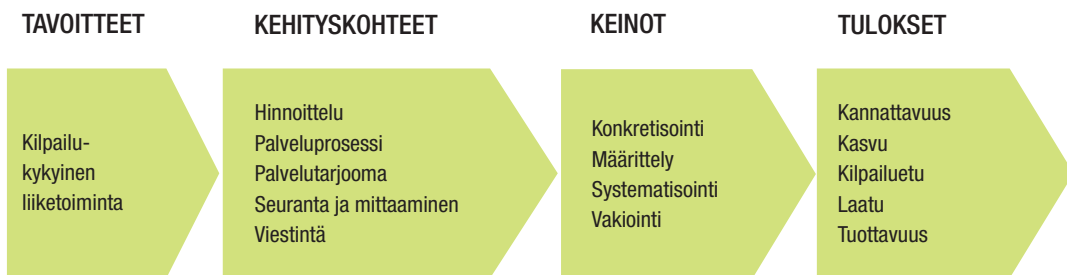 TAVOITTEET
Kilpailu-
kykyinen
liiketoiminta
KEHITYSKOHTEET
Hinnoittelu
Palveluprosessi
Palvelutarjooma
Seuranta ja mittaaminen
Viestintä
KEINOT
Konkretisointi
Määrittely
Systematisointi
Vakiointi
TULOKSET
Kannattavuus
Kasvu
Kilpailuetu
Laatu
Tuottavuus